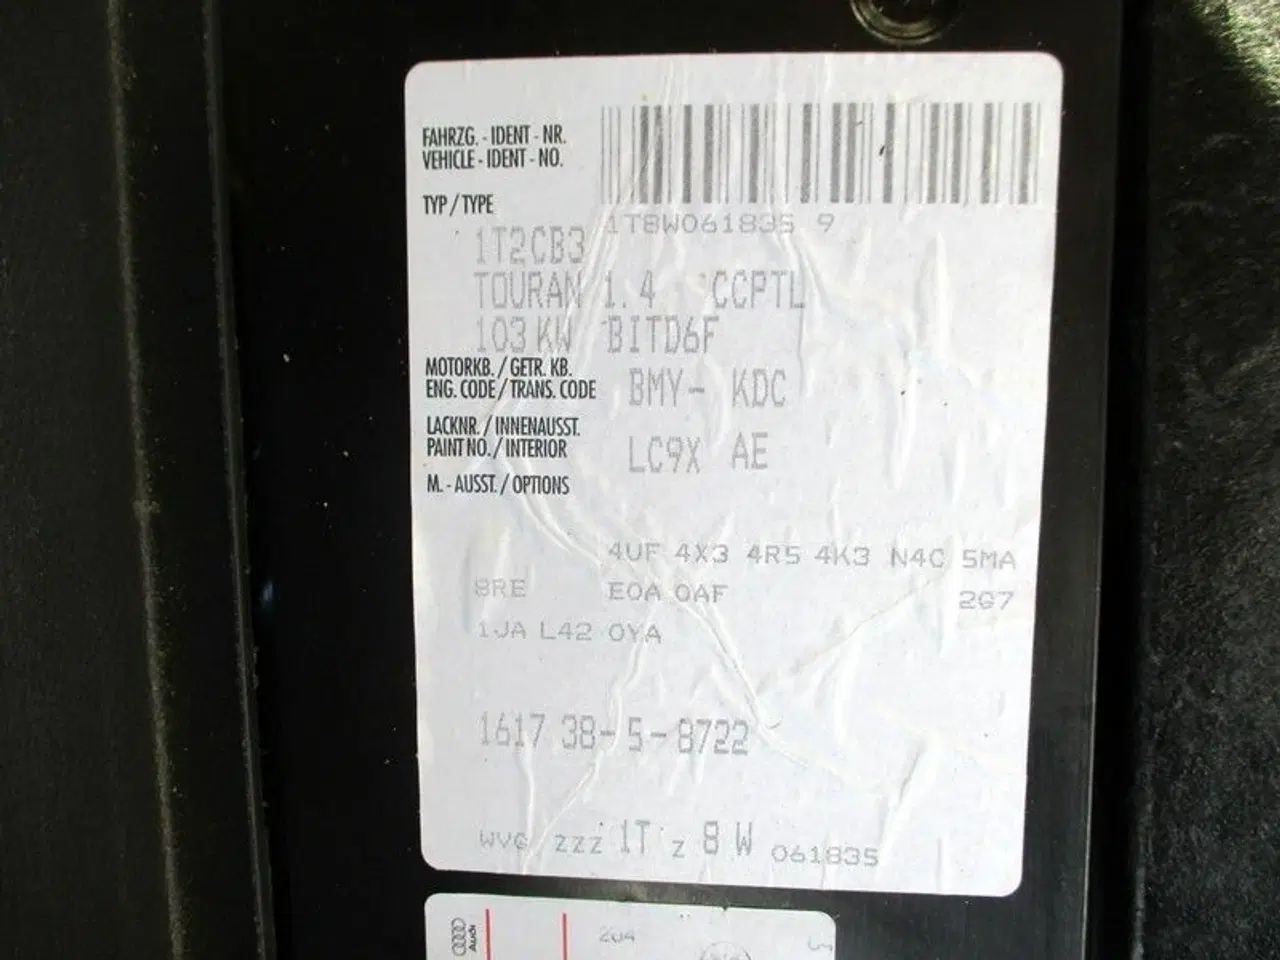 FAHRZG. - IDENT - NR.
VEHICLE - IDENT - NO.
TYP / TYPE
1T8W061835 9
1T2CB3
TOURAN 1.4 CCPTL
103 KW BITD6F
MOTORKB. / GETR. KB.
ENG. CODE / TRANS. CODE
BMY- KDC
LACKNR. / INNENAUSST.
PAINT NO. / INTERIOR
LC9X AE
M. - AUSST. / OPTIONS
4UF 4X3 4R5 4K3 N4C 5MA
8RE E0A 0AF 2G7
1JA L42 0YA
1617 38-5-8722
WVG ZZZ 1T Z 8 W 061835
Audi
204